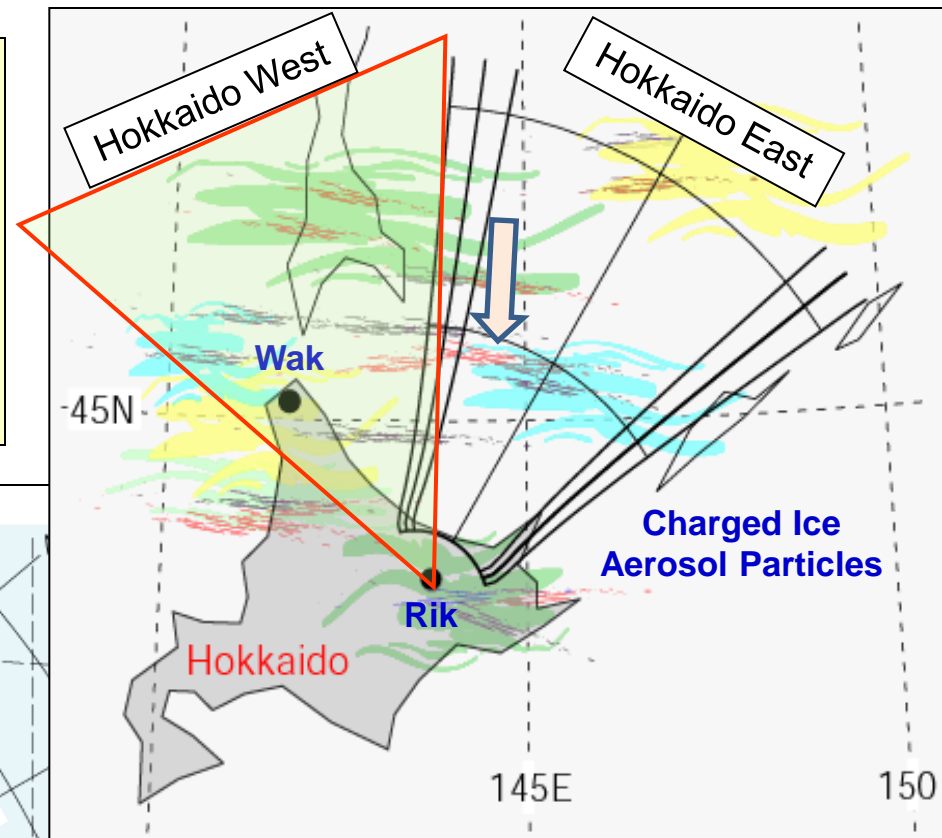 Hokkaido West
Hokkaido East
Wak
45N
Charged Ice
Aerosol Particles
Rik
Hokkaido
145E
150